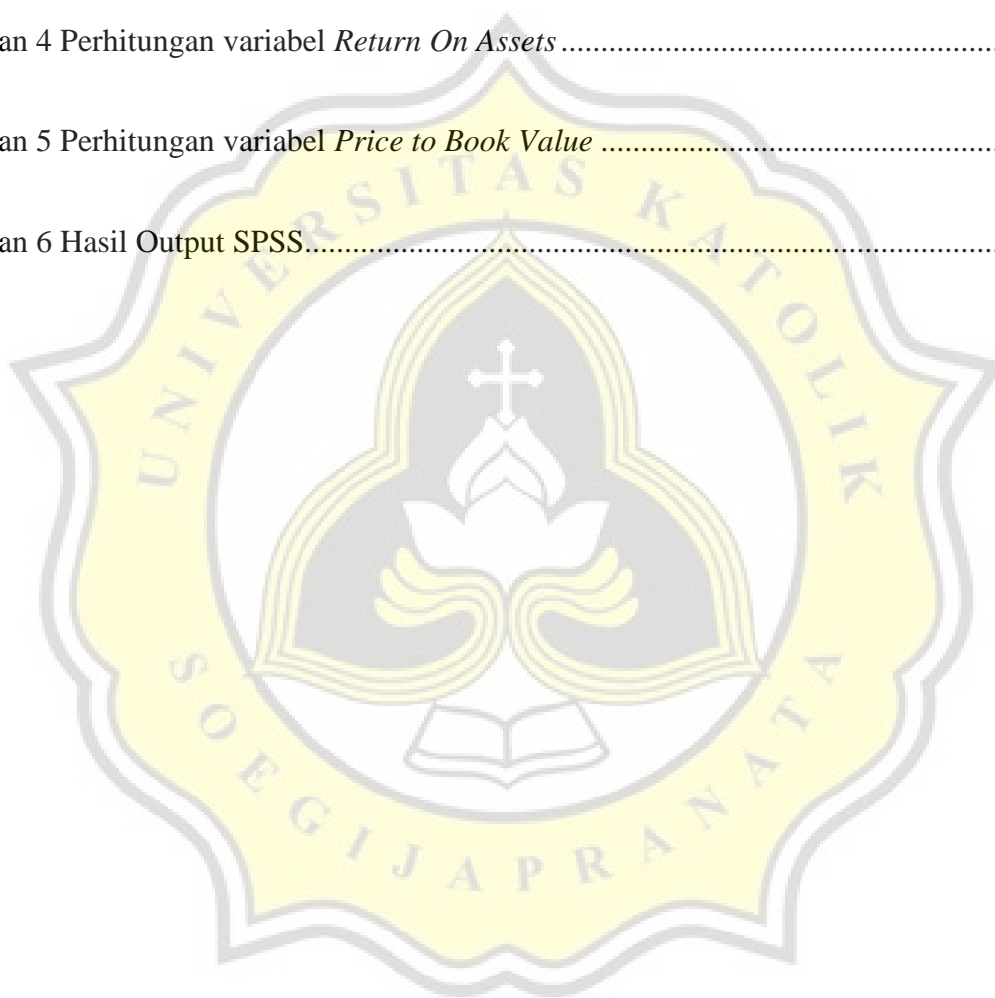 an 4 Perhitungan variabel Return On Assets ........................................................................
an 5 Perhitungan variabel Price to Book Value ..................................................................
an 6 Hasil Output SPSS.....................................................................................................
UNIVERSITAS KATOLIK
SOEGIJAPRANATA